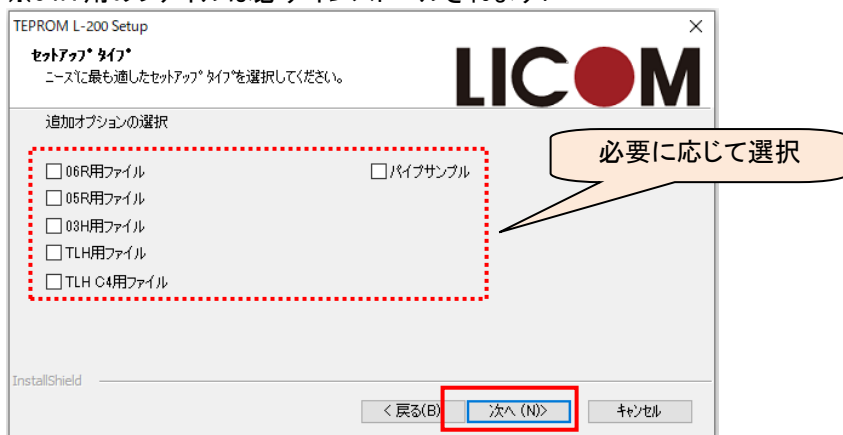 TEPROM L-200 Setup
セットアップ タイプ
ニーズに最も適したセットアップ タイプを選択してください。
LICOM
追加オプションの選択
必要に応じて選択
06R用ファイル
パイプサンプル
05R用ファイル
03H用ファイル
TLH用ファイル
TLH C4用ファイル
InstallShield
< 戻る(B)
次へ (N)>
キャンセル